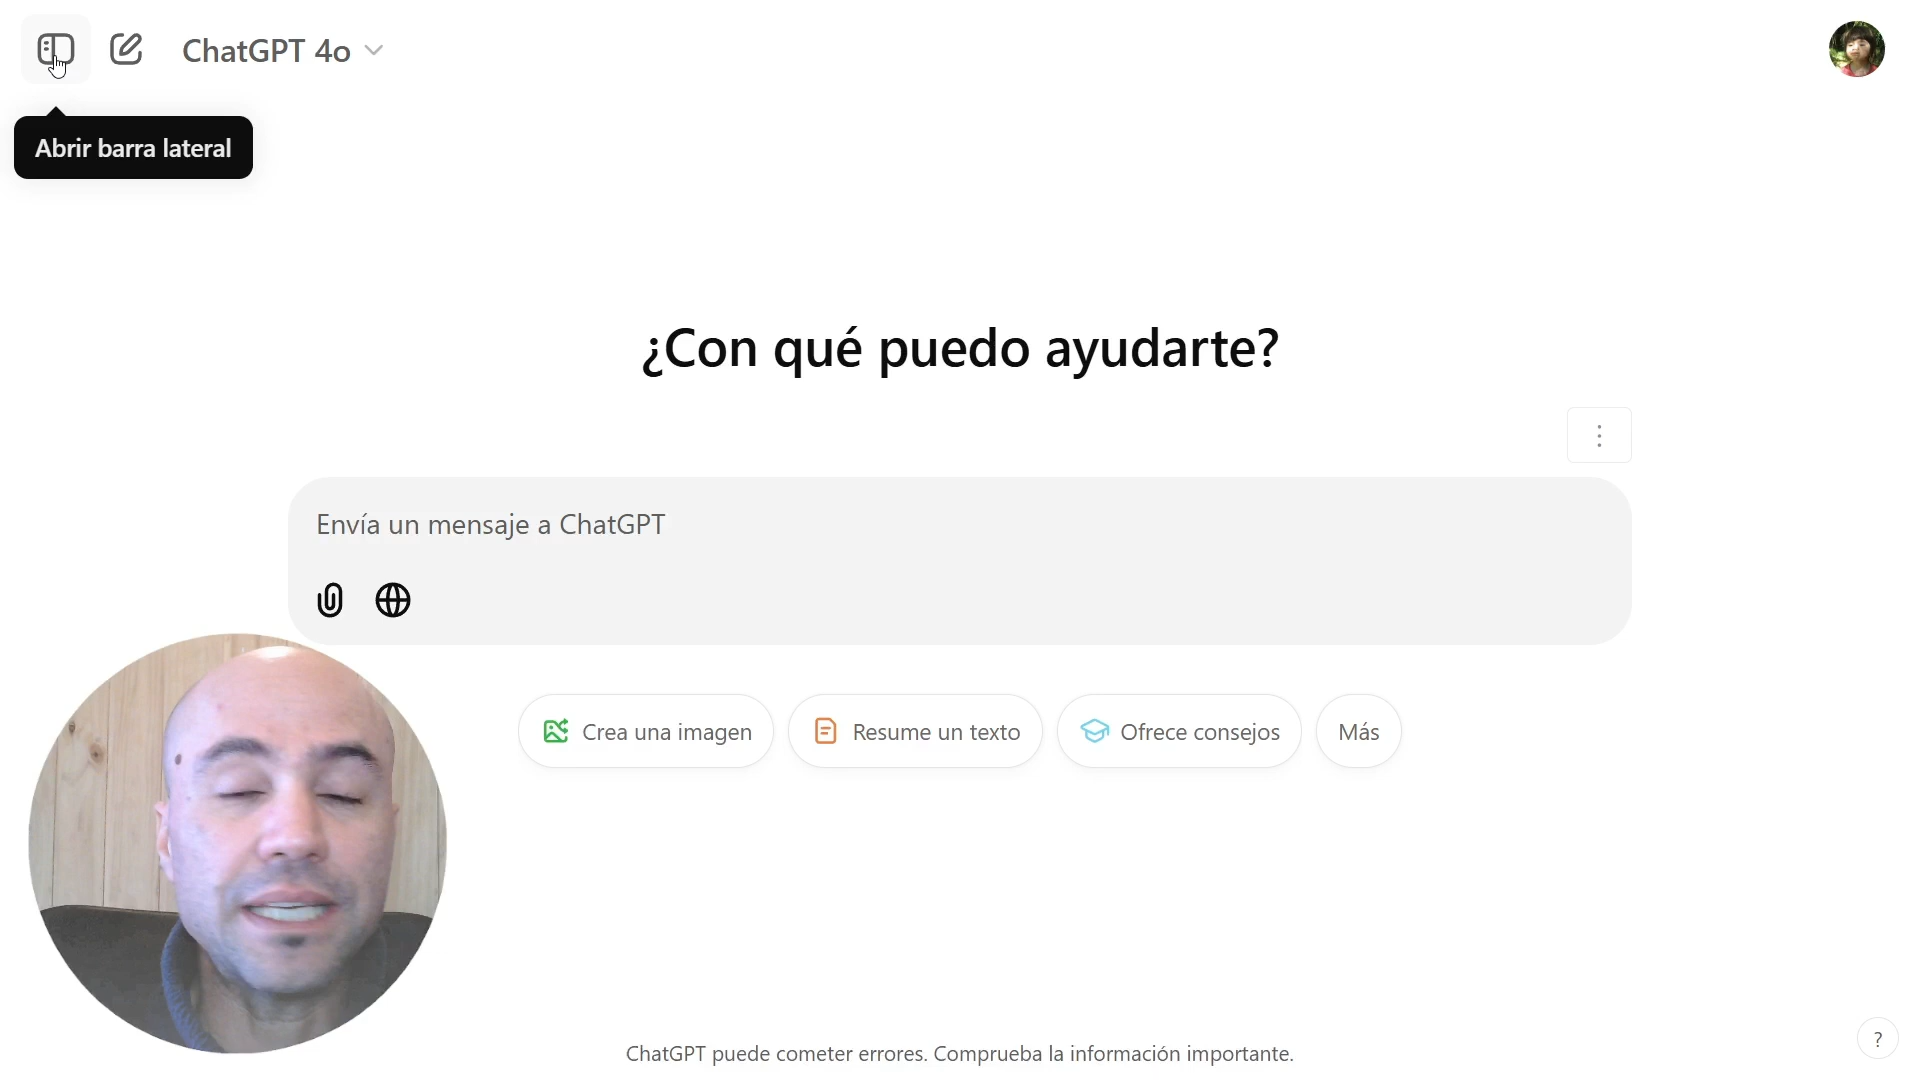 ChatGPT 4o
Abrir barra lateral
¿Con qué puedo ayudarte?
Envía un mensaje a ChatGPT
Crea una imagen
Resume un texto
Ofrece consejos
Más
ChatGPT puede cometer errores. Comprueba la información importante.
?